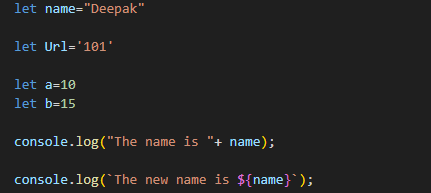 let name="Deepak"
let Url='101'
let a=10
let b=15
console.log("The name is "+ name);
console.log(`The new name is ${name}`);